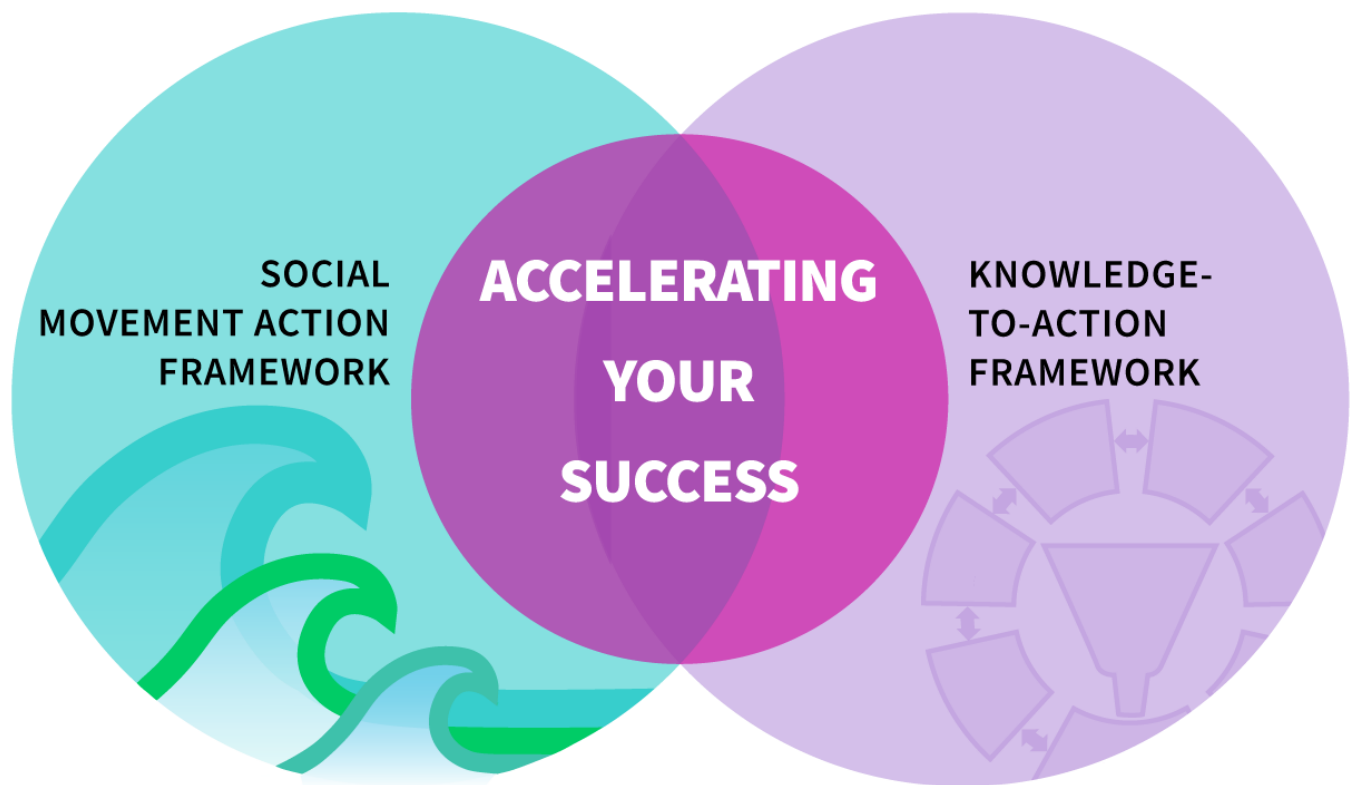 SOCIAL
MOVEMENT ACTION
FRAMEWORK
ACCELERATING
YOUR
SUCCESS
KNOWLEDGE-
TO-ACTION
FRAMEWORK